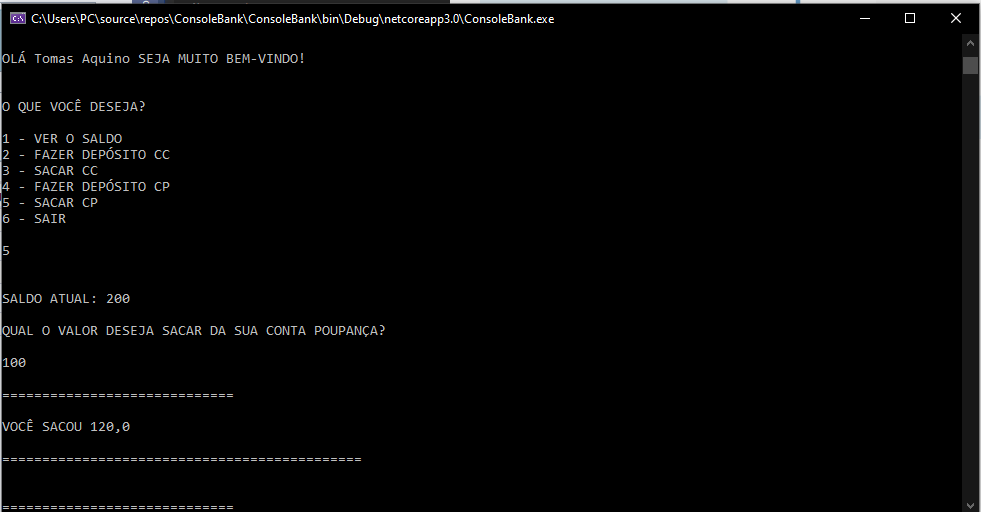 C:\Users\PC\source\repos\ConsoleBank\ConsoleBank\bin\Debug\netcoreapp3.0\ConsoleBank.exe
OLÁ Tomas Aquino SEJA MUITO BEM-VINDO!
O QUE VOCÊ DESEJA?
1 - VER O SALDO
2 - FAZER DEPÓSITO CC
3 - SACAR CC
4 - FAZER DEPÓSITO CP
5 - SACAR CP
6 - SAIR
5
SALDO ATUAL: 200
QUAL O VALOR DESEJA SACAR DA SUA CONTA POUPANÇA?
100
=============================
VOCÊ SACOU 120,0
=============================================
=============================